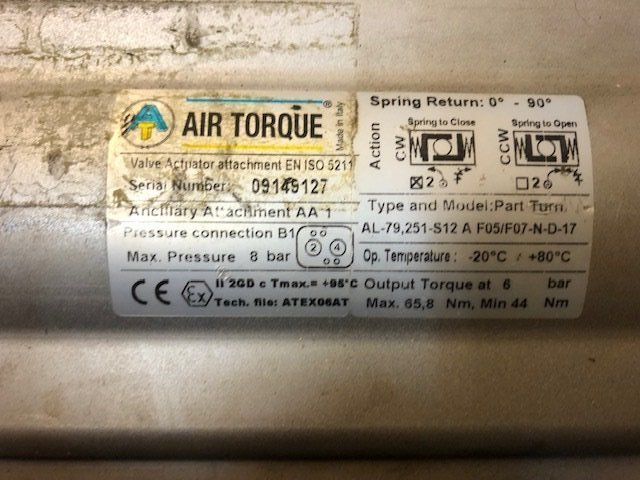 AT AIR TORQUE ®
Made in Italy
Valve Actuator attachment EN ISO 5211
Serial Number: 09149127
Ancillary Attachment AA 1
Pressure connection B1
2 4
Max. Pressure 8 bar
CE Ex II 2GD c Tmax.= +95°C
Tech. file: ATEX06AT
Spring Return: 0° - 90°
Action
CW
Spring to Close
2
CCW
Spring to Open
2
Type and Model:Part Turn.
AL-79,251-S12 A F05/F07-N-D-17
Op. Temperature: -20°C / +80°C
Output Torque at 6 bar
Max. 65,8 Nm, Min 44 Nm